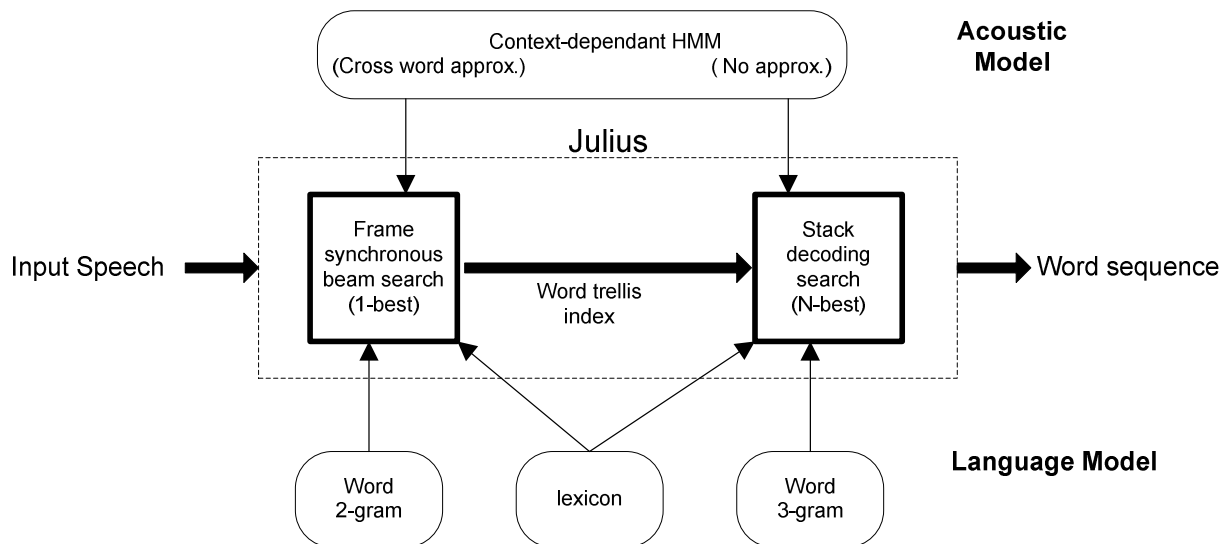 Context-dependant HMM
(Cross word approx.) ( No approx.)
Acoustic
Model
Julius
Frame
synchronous
beam search
(1-best)
Stack
decoding
search
(N-best)
Input Speech
Word trellis
index
Word sequence
Word
2-gram
lexicon
Word
3-gram
Language Model